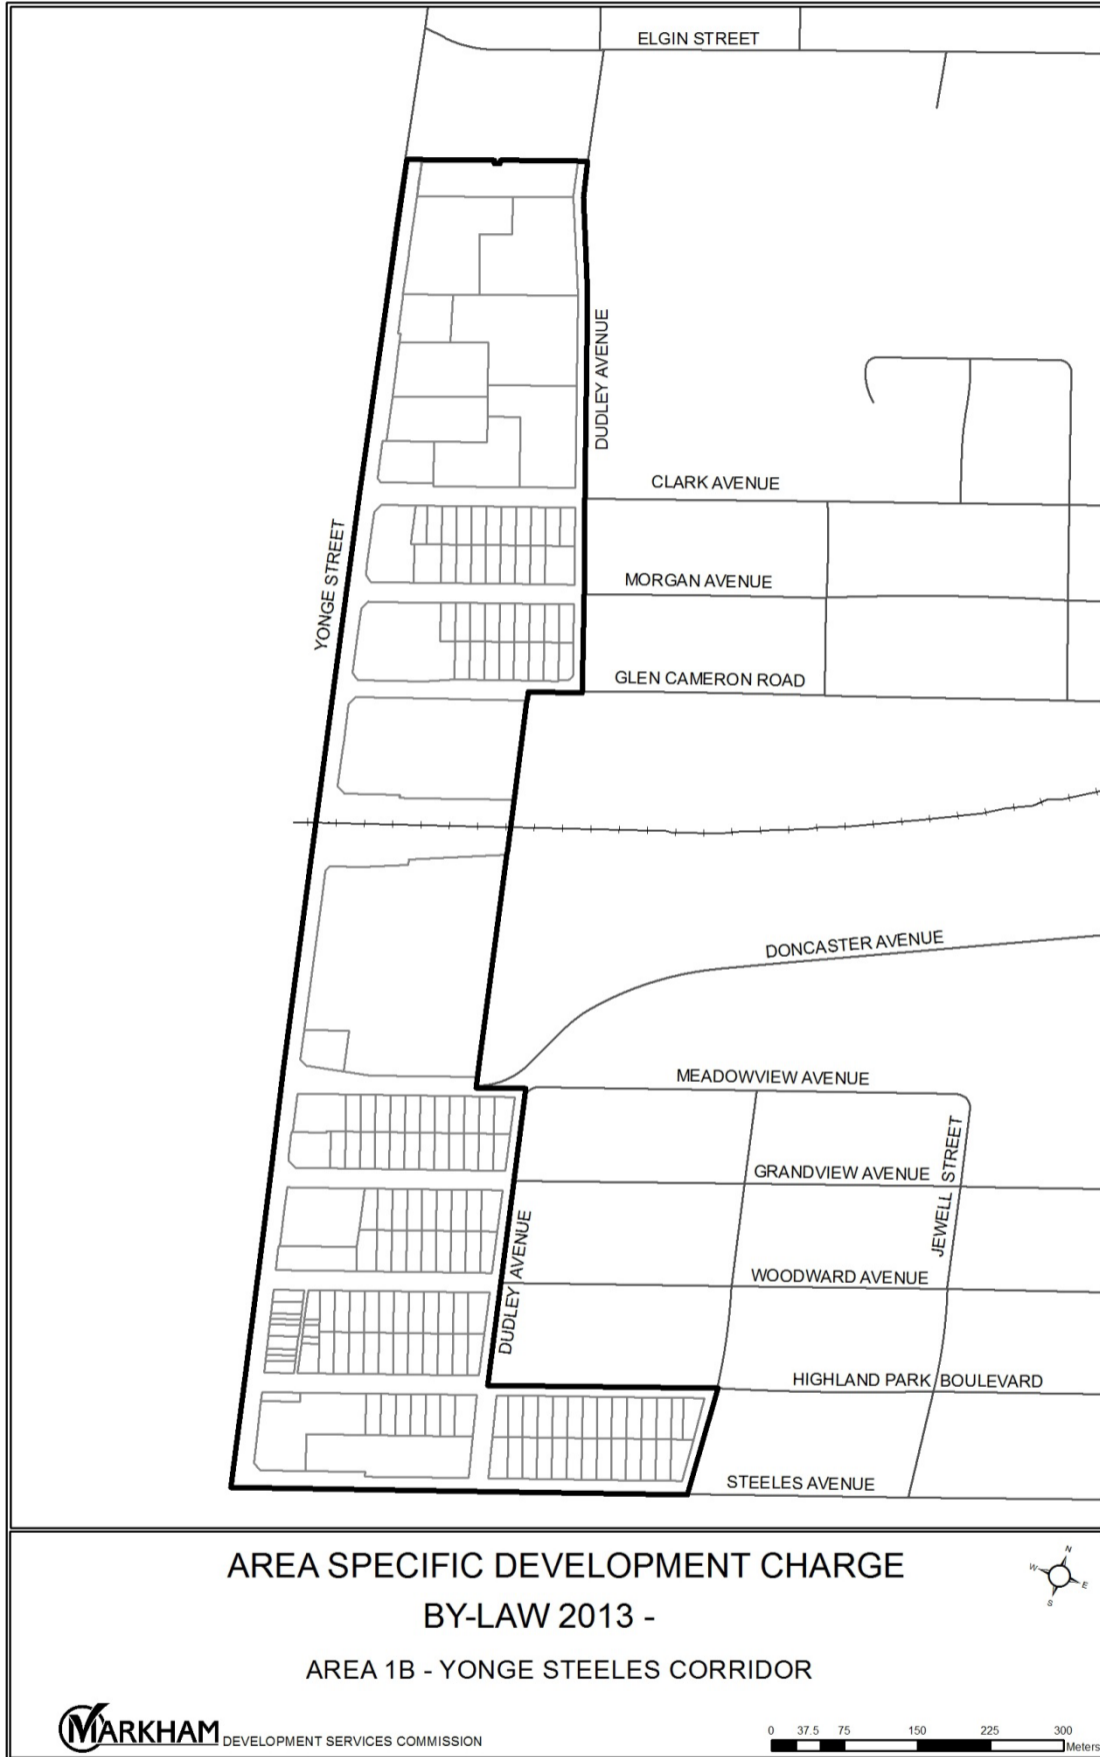 ELGIN STREET
DUDLEY AVENUE
CLARK AVENUE
YONGE STREET
MORGAN AVENUE
GLEN CAMERON ROAD
DONCASTER AVENUE
MEADOWVIEW AVENUE
JEWELL STREET
GRANDVIEW AVENUE
DUDLEY AVENUE
WOODWARD AVENUE
HIGHLAND PARK BOULEVARD
STEELES AVENUE
AREA SPECIFIC DEVELOPMENT CHARGE
BY-LAW 2013 -
AREA 1B - YONGE STEELES CORRIDOR
N
W
E
S
MARKHAM DEVELOPMENT SERVICES COMMISSION
0 37.5 75 150 225 300
Meters